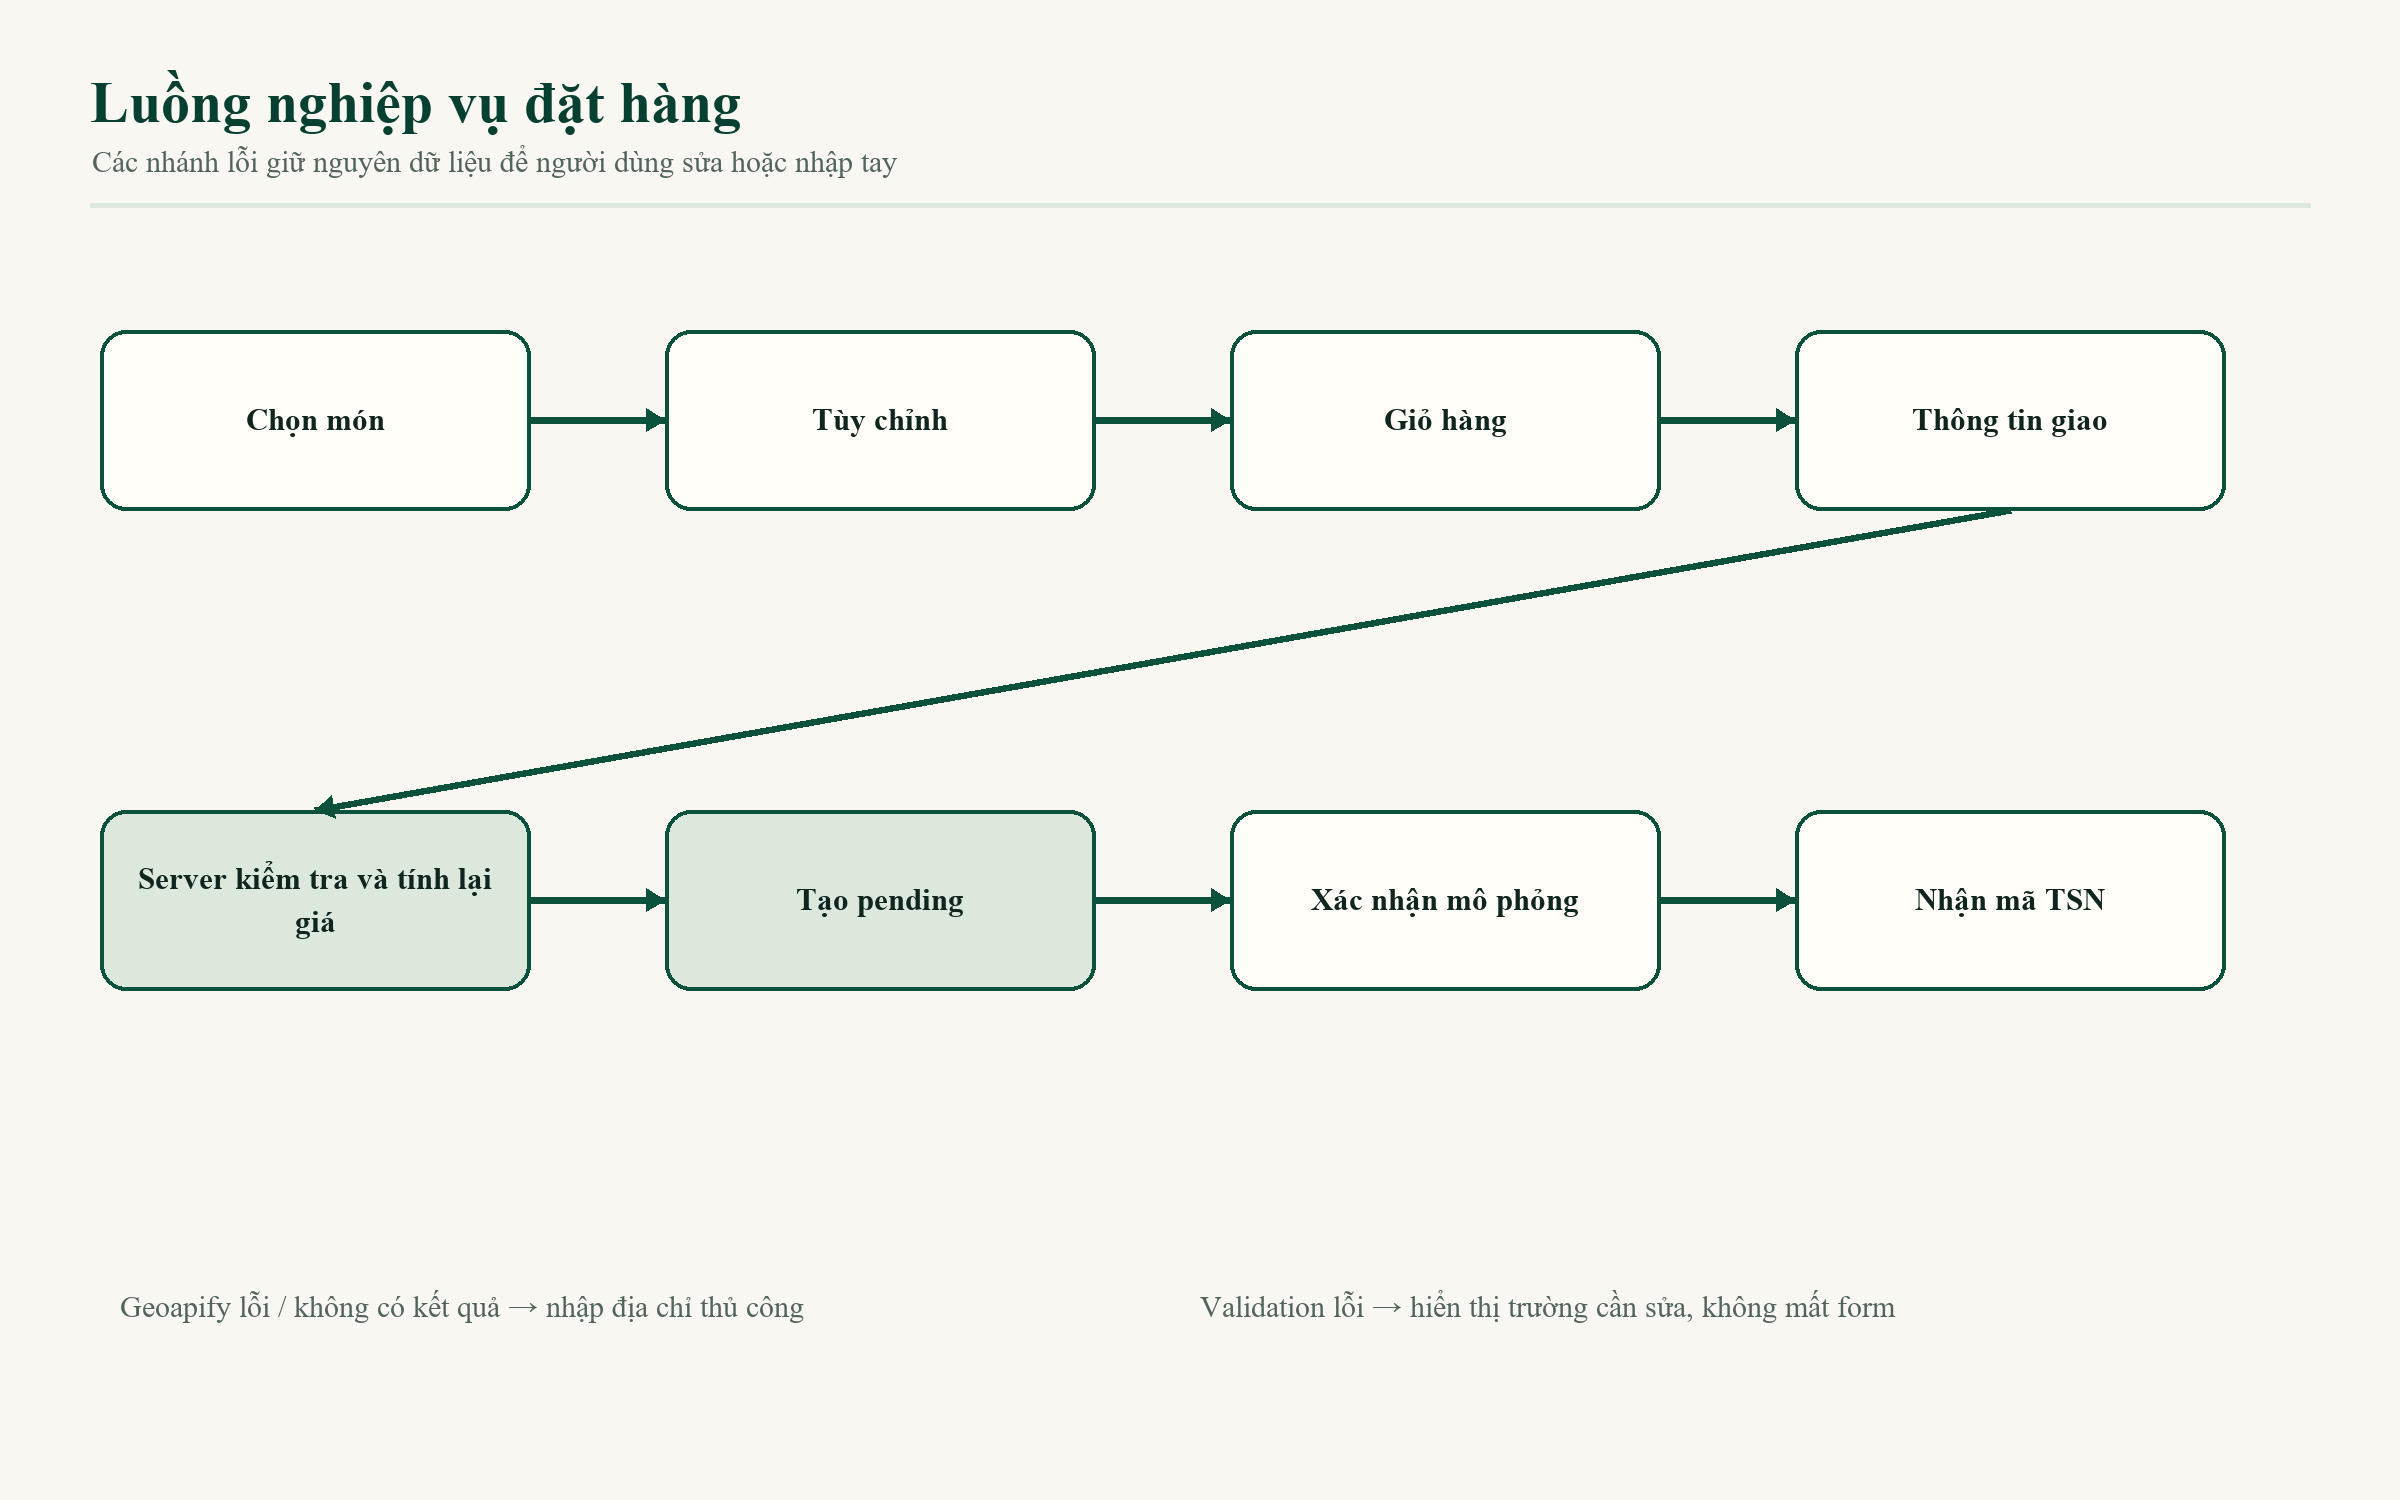 Luồng nghiệp vụ đặt hàng
Các nhánh lỗi giữ nguyên dữ liệu để người dùng sửa hoặc nhập tay
Chọn món
Tùy chỉnh
Giỏ hàng
Thông tin giao
Server kiểm tra và tính lại
giá
Tạo pending
Xác nhận mô phỏng
Nhận mã TSN
Geoapify lỗi / không có kết quả → nhập địa chỉ thủ công
Validation lỗi → hiển thị trường cần sửa, không mất form